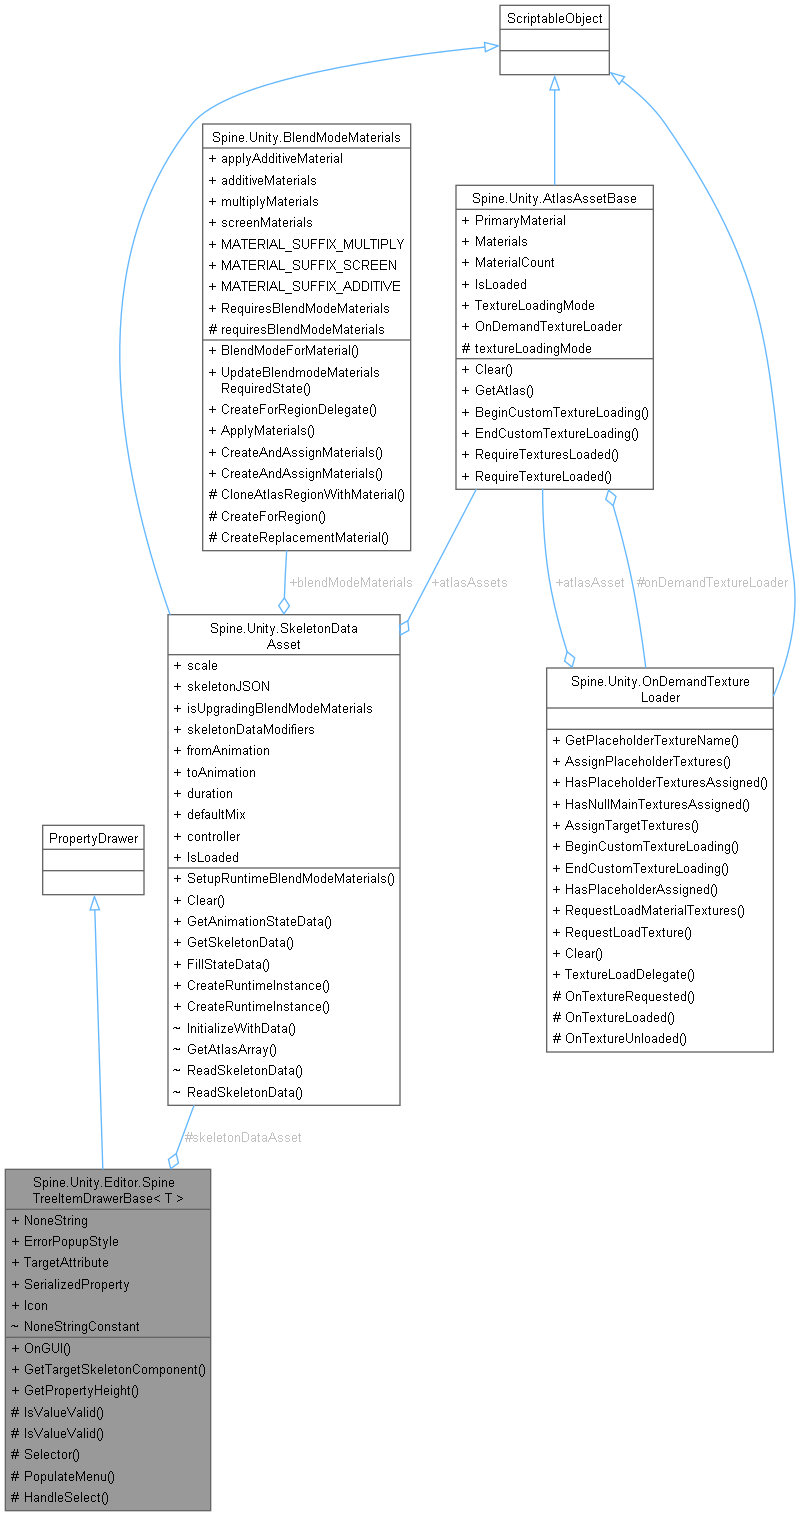 ScriptableObject
Spine.Unity.BlendModeMaterials
+ applyAdditiveMaterial
+ additiveMaterials
+ multiplyMaterials
+ screenMaterials
+ MATERIAL_SUFFIX_MULTIPLY
+ MATERIAL_SUFFIX_SCREEN
+ MATERIAL_SUFFIX_ADDITIVE
+ RequiresBlendModeMaterials
# requiresBlendModeMaterials
+ BlendModeForMaterial()
+ UpdateBlendmodeMaterials
RequiredState()
+ CreateForRegionDelegate()
+ ApplyMaterials()
+ CreateAndAssignMaterials()
+ CreateAndAssignMaterials()
# CloneAtlasRegionWithMaterial()
# CreateForRegion()
# CreateReplacementMaterial()
Spine.Unity.AtlasAssetBase
+ PrimaryMaterial
+ Materials
+ MaterialCount
+ IsLoaded
+ TextureLoadingMode
+ OnDemandTextureLoader
# textureLoadingMode
+ Clear()
+ GetAtlas()
+ BeginCustomTextureLoading()
+ EndCustomTextureLoading()
+ RequireTexturesLoaded()
+ RequireTextureLoaded()
+blendModeMaterials
+atlasAssets
+atlasAsset
#onDemandTextureLoader
Spine.Unity.SkeletonData
Asset
+ scale
+ skeletonJSON
+ isUpgradingBlendModeMaterials
+ skeletonDataModifiers
+ fromAnimation
+ toAnimation
+ duration
+ defaultMix
+ controller
+ IsLoaded
+ SetupRuntimeBlendModeMaterials()
+ Clear()
+ GetAnimationStateData()
+ GetSkeletonData()
+ FillStateData()
+ CreateRuntimeInstance()
+ CreateRuntimeInstance()
~ InitializeWithData()
~ GetAtlasArray()
~ ReadSkeletonData()
~ ReadSkeletonData()
Spine.Unity.OnDemandTexture
Loader
+ GetPlaceholderTextureName()
+ AssignPlaceholderTextures()
+ HasPlaceholderTexturesAssigned()
+ HasNullMainTexturesAssigned()
+ AssignTargetTextures()
+ BeginCustomTextureLoading()
+ EndCustomTextureLoading()
+ HasPlaceholderAssigned()
+ RequestLoadMaterialTextures()
+ RequestLoadTexture()
+ Clear()
+ TextureLoadDelegate()
# OnTextureRequested()
# OnTextureLoaded()
# OnTextureUnloaded()
PropertyDrawer
#skeletonDataAsset
Spine.Unity.Editor.Spine
TreeItemDrawerBase< T >
+ NoneString
+ ErrorPopupStyle
+ TargetAttribute
+ SerializedProperty
+ Icon
~ NoneStringConstant
+ OnGUI()
+ GetTargetSkeletonComponent()
+ GetPropertyHeight()
# IsValueValid()
# IsValueValid()
# Selector()
# PopulateMenu()
# HandleSelect()